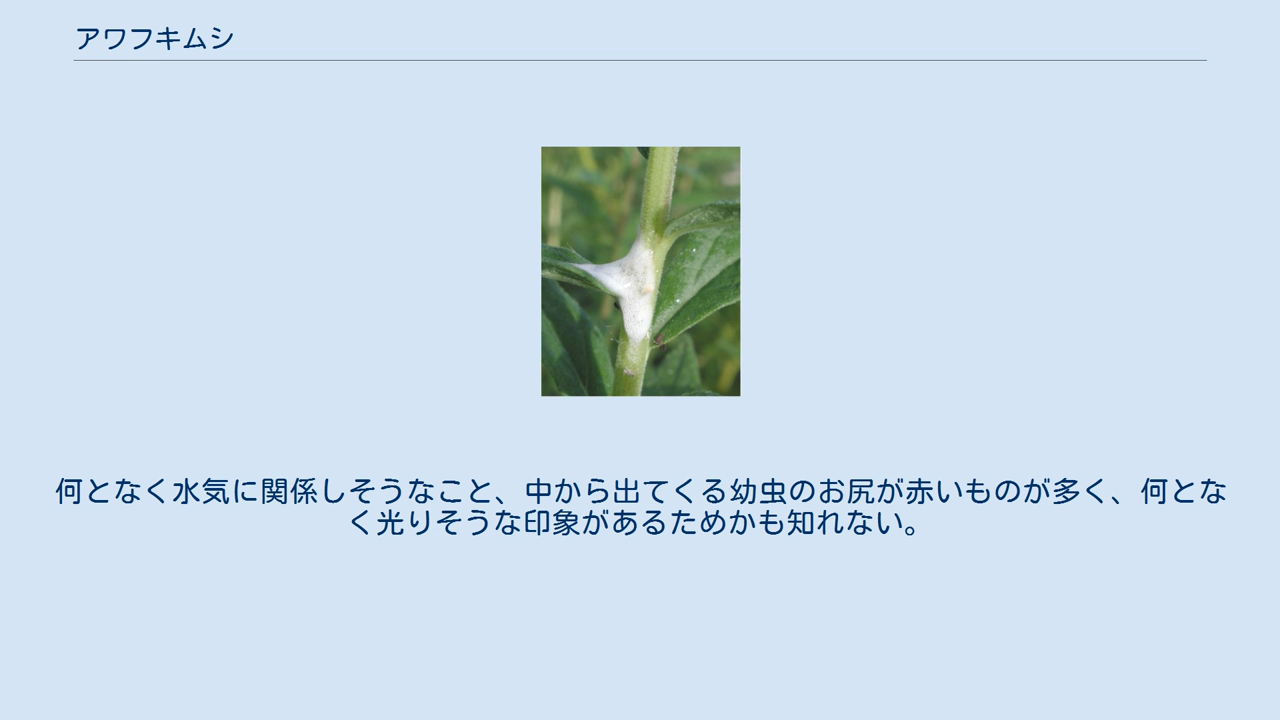 アワフキムシ
何となく水気に関係しそうなこと、中から出てくる幼虫のお尻が赤いものが多く、何とな
く光りそうな印象があるためかも知れない。